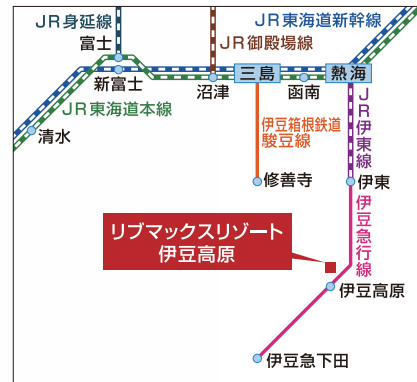 JR身延線
JR東海道新幹線
富士
JR御殿場線
三島
熱海
新富士
沼津
函南
JR東海道本線
清水
伊豆箱根鉄道
駿豆線
JR伊東線
修善寺
伊東
リブマックスリゾート
伊豆高原
伊豆急行線
伊豆高原
伊豆急下田